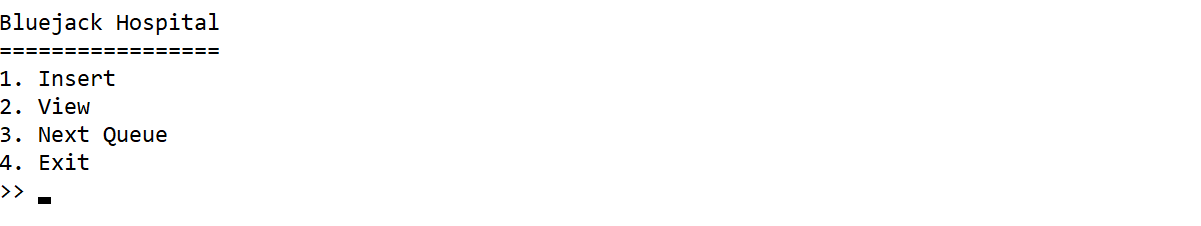 Bluejack Hospital
=================
1. Insert
2. View
3. Next Queue
4. Exit
>>